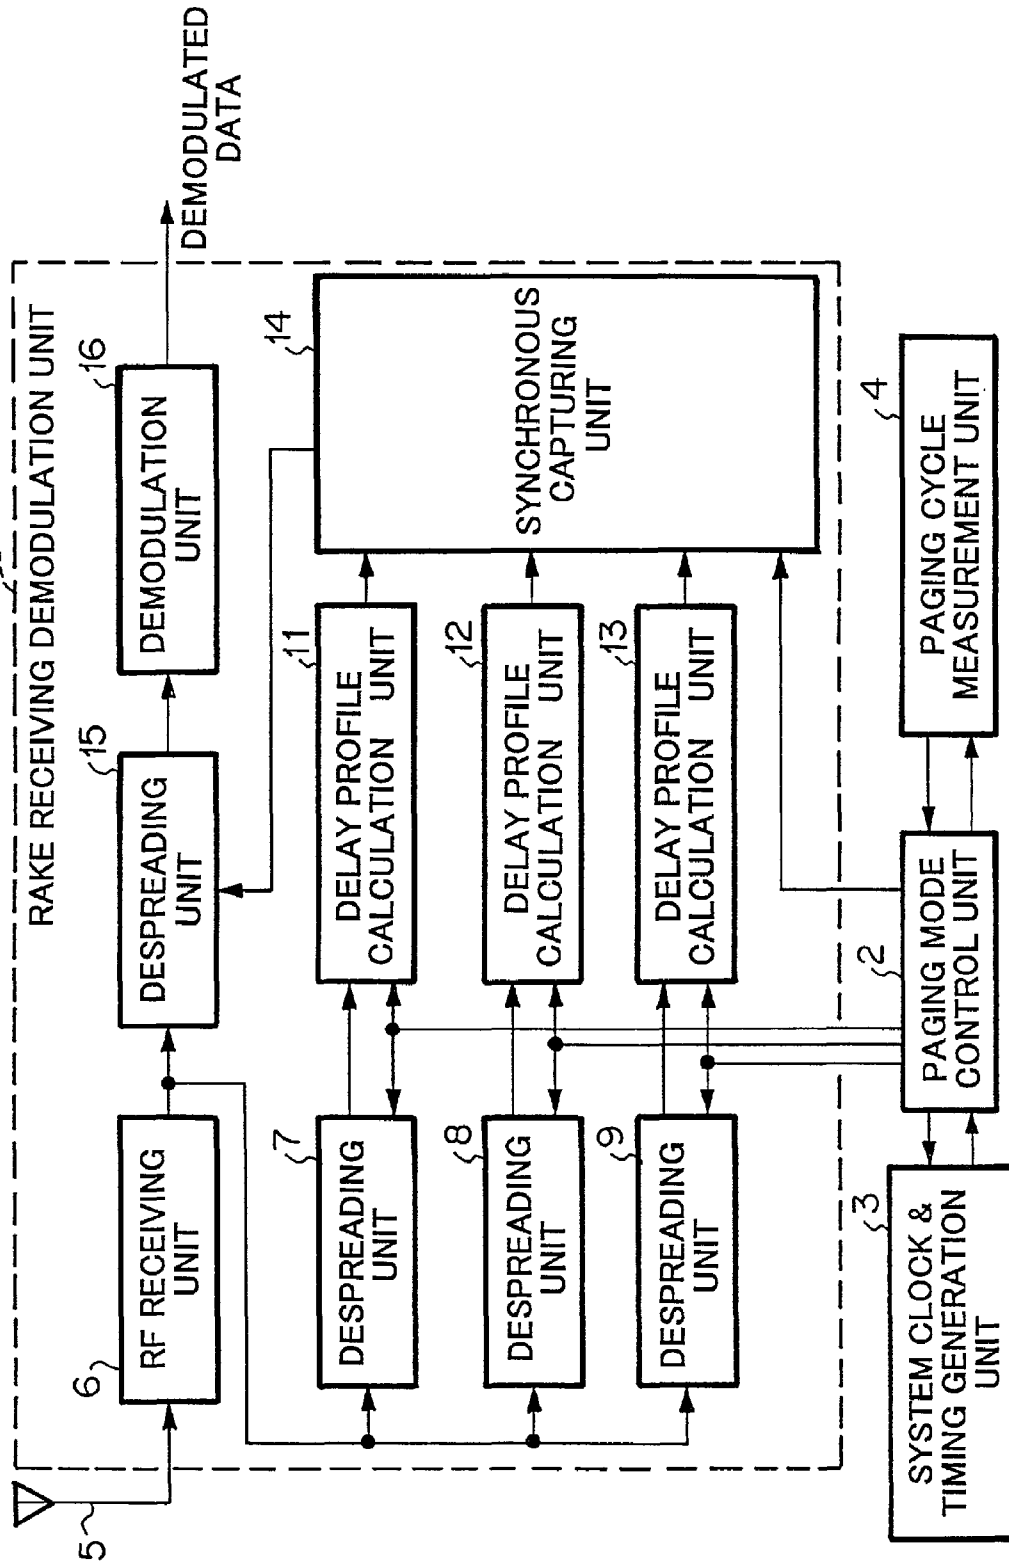 RAKE RECEIVING DEMODULATION UNIT
5
6
RF RECEIVING
UNIT
15
DESPREADING
UNIT
16
DEMODULATION
UNIT
DEMODULATED
DATA
7
DESPREADING
UNIT
11
DELAY PROFILE
CALCULATION UNIT
14
SYNCHRONOUS
CAPTURING
UNIT
8
DESPREADING
UNIT
12
DELAY PROFILE
CALCULATION UNIT
9
DESPREADING
UNIT
13
DELAY PROFILE
CALCULATION UNIT
3
SYSTEM CLOCK &
TIMING GENERATION
UNIT
2
PAGING MODE
CONTROL UNIT
4
PAGING CYCLE
MEASUREMENT UNIT